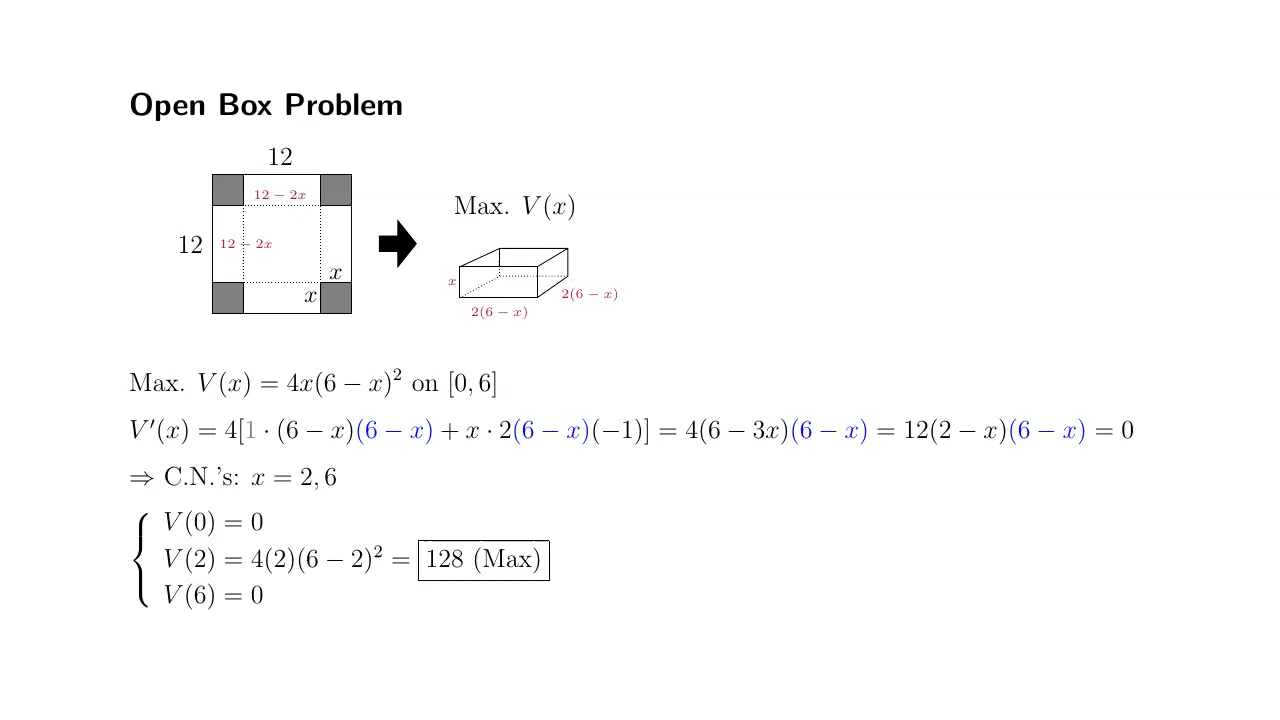 Open Box Problem
12
12 − 2x
12
12 − 2x
x
x
Max. V(x)
x
2(6 − x)
2(6 − x)
Max. V(x) = 4x(6 − x)² on [0, 6]
V′(x) = 4[1 · (6 − x)(6 − x) + x · 2(6 − x)(−1)] = 4(6 − 3x)(6 − x) = 12(2 − x)(6 − x) = 0
⇒ C.N.'s: x = 2, 6
V(0) = 0
V(2) = 4(2)(6 − 2)² = 128 (Max)
V(6) = 0